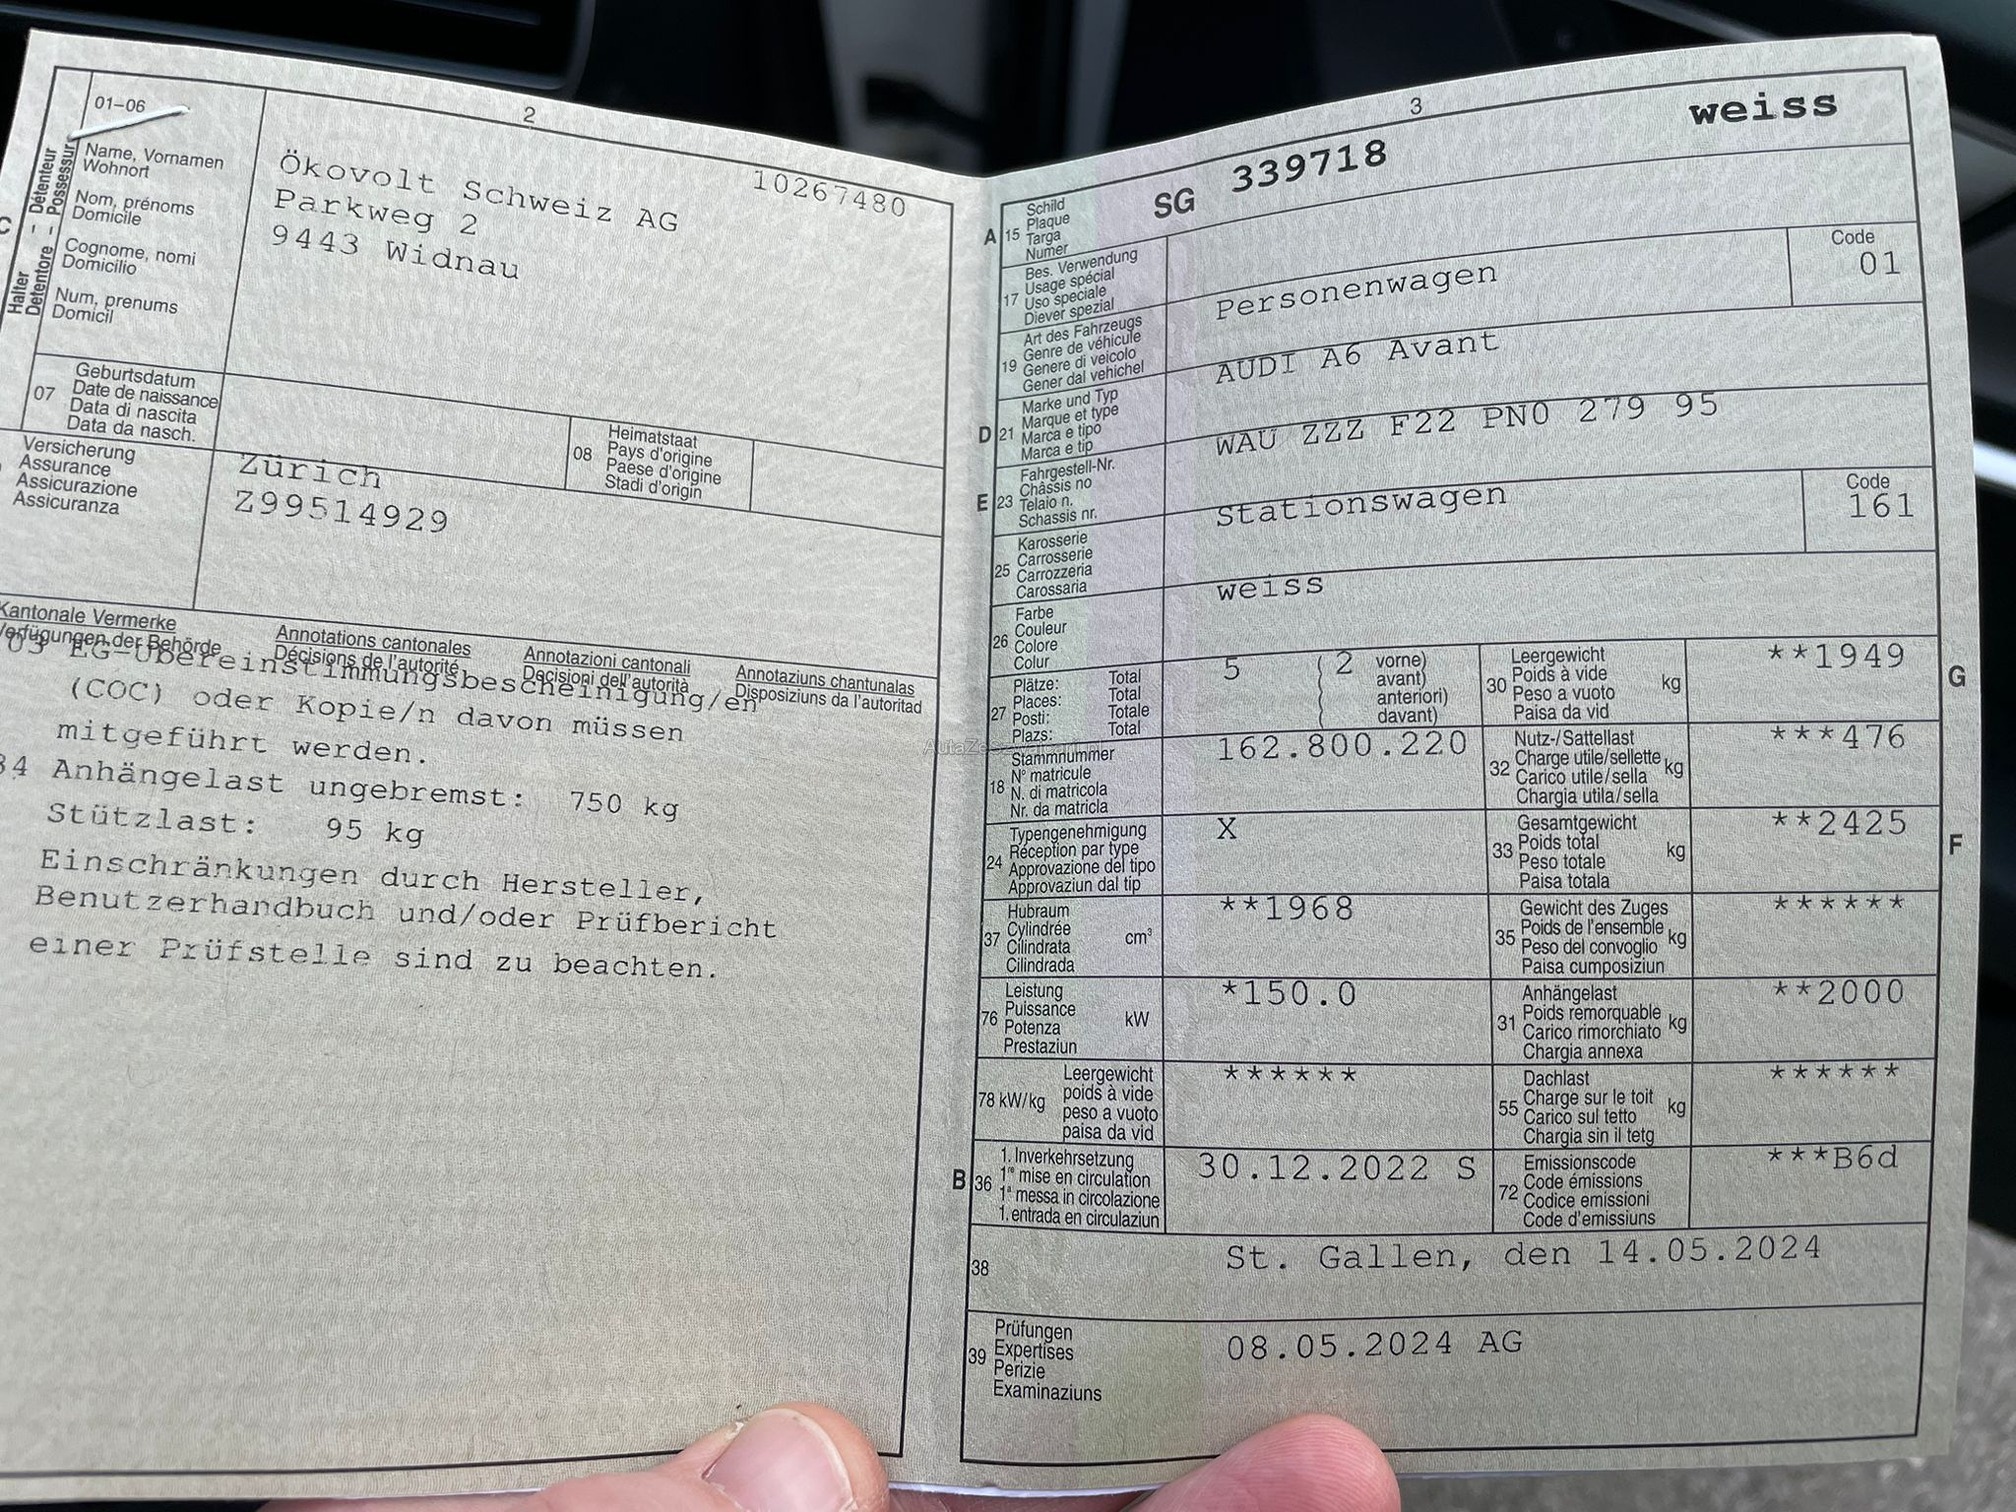 2
01–06
Name, Vornamen
Wohnort
Nom, prénoms
Domicile
Cognome, nomi
Domicilio
Num, prenums
Domicil
C
Halter – Détenteur
Detentore – Possessur
Ökovolt Schweiz AG
10267480
Parkweg 2
9443 Widnau
07
Geburtsdatum
Date de naissance
Data di nascita
Data da nasch.
08
Heimatstaat
Pays d'origine
Paese d'origine
Stadi d'origin
Versicherung
Assurance
Assicurazione
Assicuranza
Zürich
Z99514929
Kantonale Vermerke
Verfügungen der Behörde
Annotations cantonales
Décisions de l'autorité
Annotazioni cantonali
Decisioni dell'autorità
Annotaziuns chantunalas
Disposiziuns da l'autoritad
03 EG-Übereinstimmungsbescheinigung/en
(COC) oder Kopie/n davon müssen
mitgeführt werden.
34 Anhängelast ungebremst: 750 kg
Stützlast: 95 kg
Einschränkungen durch Hersteller,
Benutzerhandbuch und/oder Prüfbericht
einer Prüfstelle sind zu beachten.
3
weiss
A
15
Schild
Plaque
Targa
Numer
SG 339718
17
Bes. Verwendung
Usage spécial
Uso speciale
Diever spezial
19
Art des Fahrzeugs
Genre de véhicule
Genere di veicolo
Gener dal vehichel
Personenwagen
Code
01
D
21
Marke und Typ
Marque et type
Marca e tipo
Marca e tip
AUDI A6 Avant
E
23
Fahrgestell-Nr.
Châssis no
Telaio n.
Schassis nr.
WAU ZZZ F22 PN0 279 95
25
Karosserie
Carrosserie
Carrozzeria
Carossaria
Stationswagen
Code
161
26
Farbe
Couleur
Colore
Colur
weiss
27
Plätze: Total
Places: Total
Posti: Totale
Plazs: Total
5 ( 2 vorne)
avant)
anteriori)
davant)
30
Leergewicht
Poids à vide
Peso a vuoto
Paisa da vid
kg
**1949
G
18
Stammnummer
N° matricule
N. di matricola
Nr. da matricla
162.800.220
32
Nutz-/Sattellast
Charge utile/sellette
Carico utile/sella
Chargia utila/sella
kg
***476
24
Typengenehmigung
Réception par type
Approvazione del tipo
Approvaziun dal tip
X
33
Gesamtgewicht
Poids total
Peso totale
Paisa totala
kg
**2425
F
37
Hubraum
Cylindrée
Cilindrata
Cilindrada
cm³
**1968
35
Gewicht des Zuges
Poids de l'ensemble
Peso del convoglio
Paisa cumposiziun
kg
******
76
Leistung
Puissance
Potenza
Prestaziun
kW
*150.0
31
Anhängelast
Poids remorquable
Carico rimorchiato
Chargia annexa
kg
**2000
78 kW/kg
Leergewicht
poids à vide
peso a vuoto
paisa da vid
******
55
Dachlast
Charge sur le toit
Carico sul tetto
Chargia sin il tetg
kg
******
B
36
1. Inverkehrsetzung
1re mise en circulation
1a messa in circolazione
1. entrada en circulaziun
30.12.2022 S
72
Emissionscode
Code émissions
Codice emissioni
Code d'emissiuns
***B6d
38
St. Gallen, den 14.05.2024
39
Prüfungen
Expertises
Perizie
Examinaziuns
08.05.2024 AG